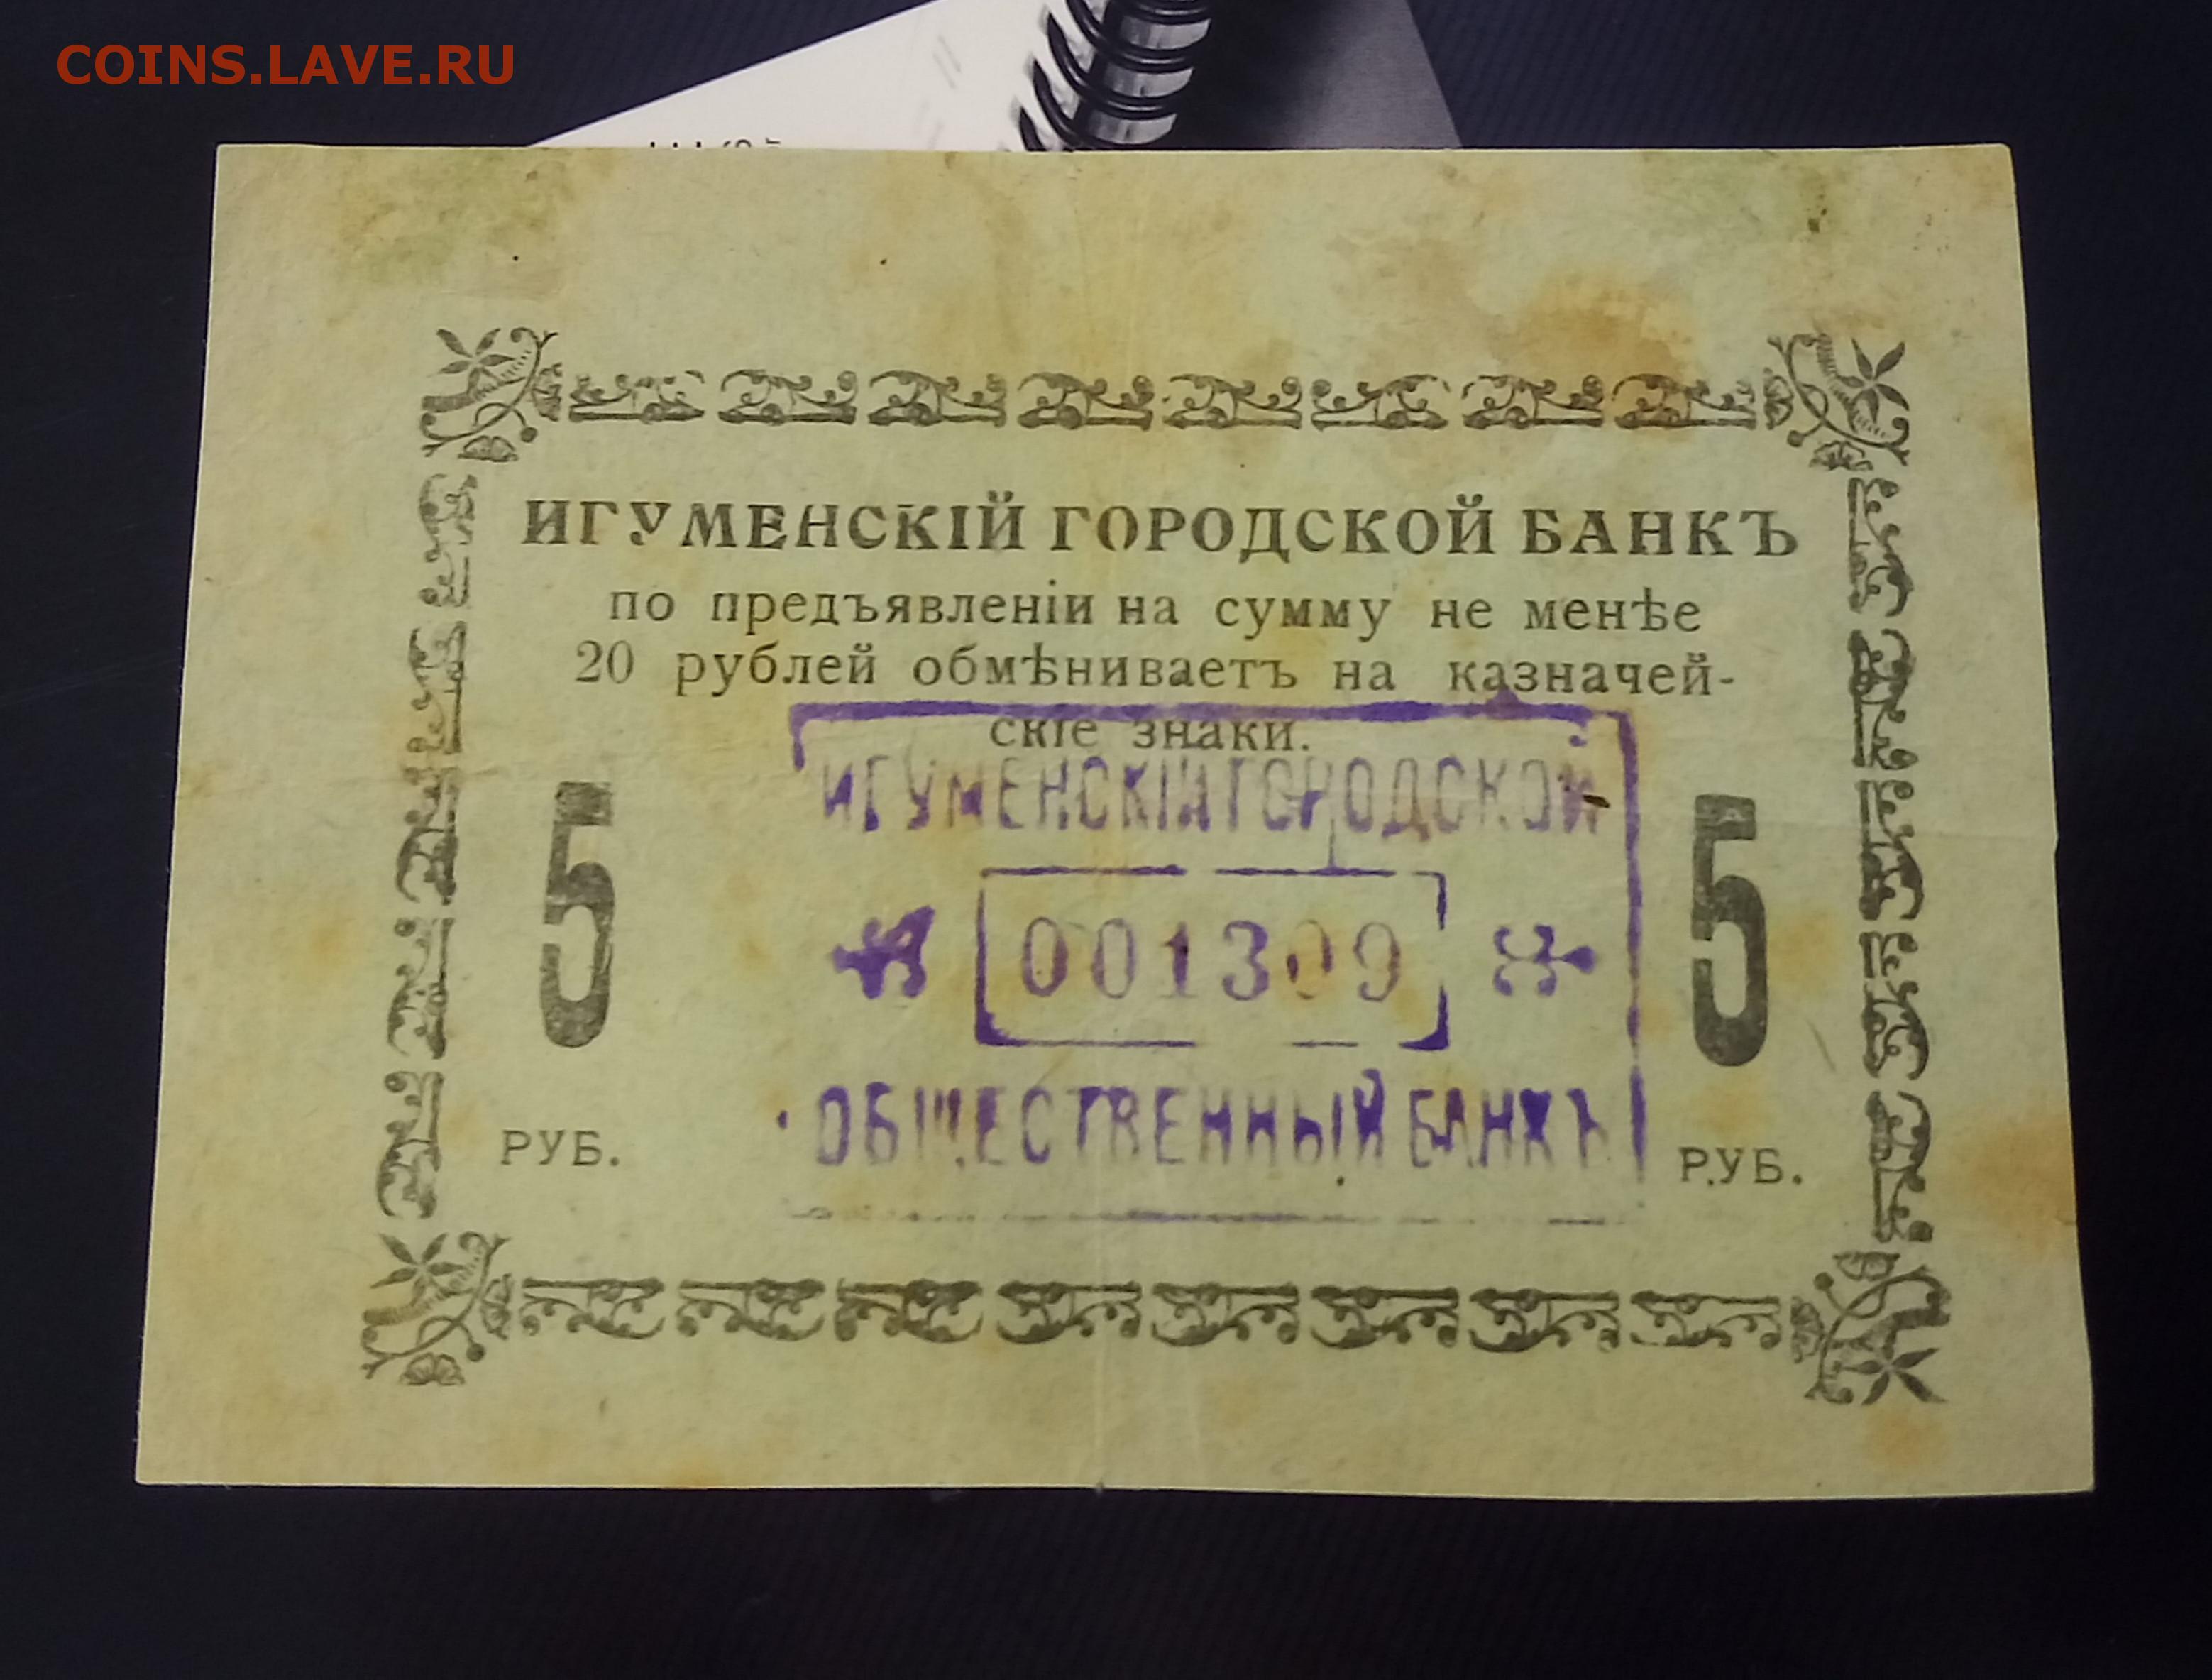 COINS.LAVE.RU
ИГУМЕНСКІЙ ГОРОДСКОЙ БАНКЪ
по предъявленіи на сумму не менѣе
20 рублей обмѣниваетъ на казначей-
скіе знаки.
ИГУМЕНСКІЙ ГОРОДСКОЙ
5 001309 5
ОБЩЕСТВЕННЫЙ БАНКЪ
РУБ. РУБ.